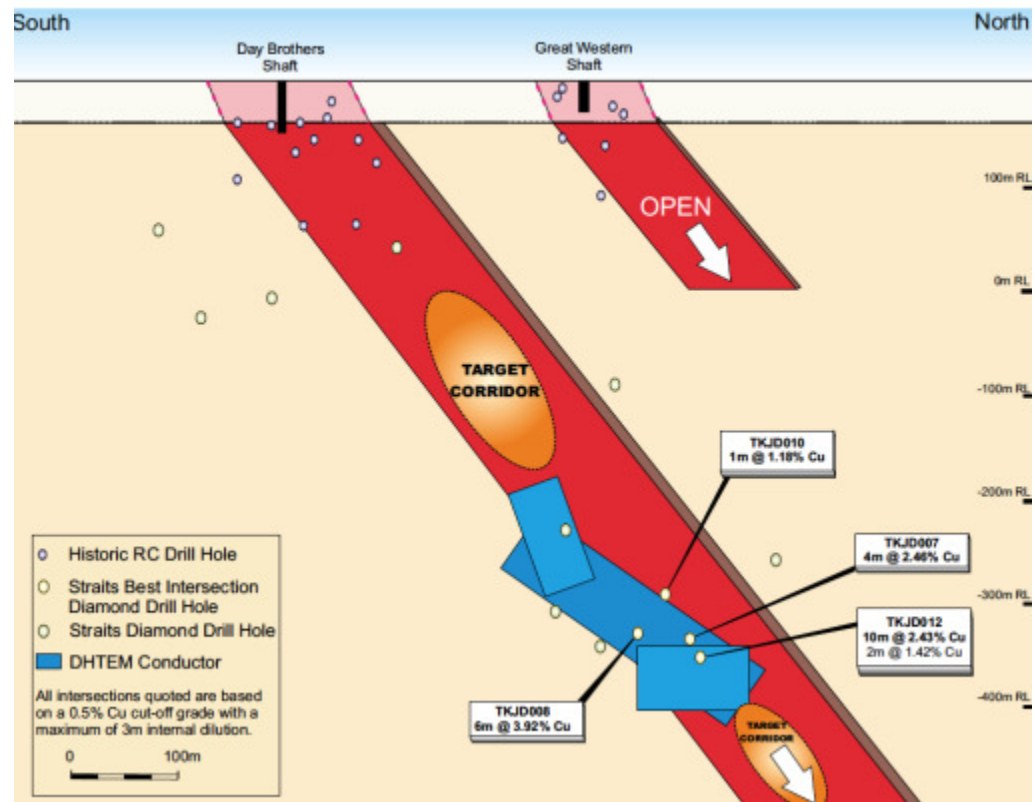 South
North
Day Brothers
Shaft
Great Western
Shaft
100m RL
OPEN
0m RL
TARGET
CORRIDOR
-100m RL
TKJD010
1m @ 1.18% Cu
-200m RL
TKJD007
4m @ 2.46% Cu
-300m RL
TKJD012
10m @ 2.43% Cu
2m @ 1.42% Cu
-400m RL
TKJD008
6m @ 3.92% Cu
TARGET
CORRIDOR
Historic RC Drill Hole
Straits Best Intersection
Diamond Drill Hole
Straits Diamond Drill Hole
DHTEM Conductor
All intersections quoted are based
on a 0.5% Cu cut-off grade with a
maximum of 3m internal dilution.
0 100m